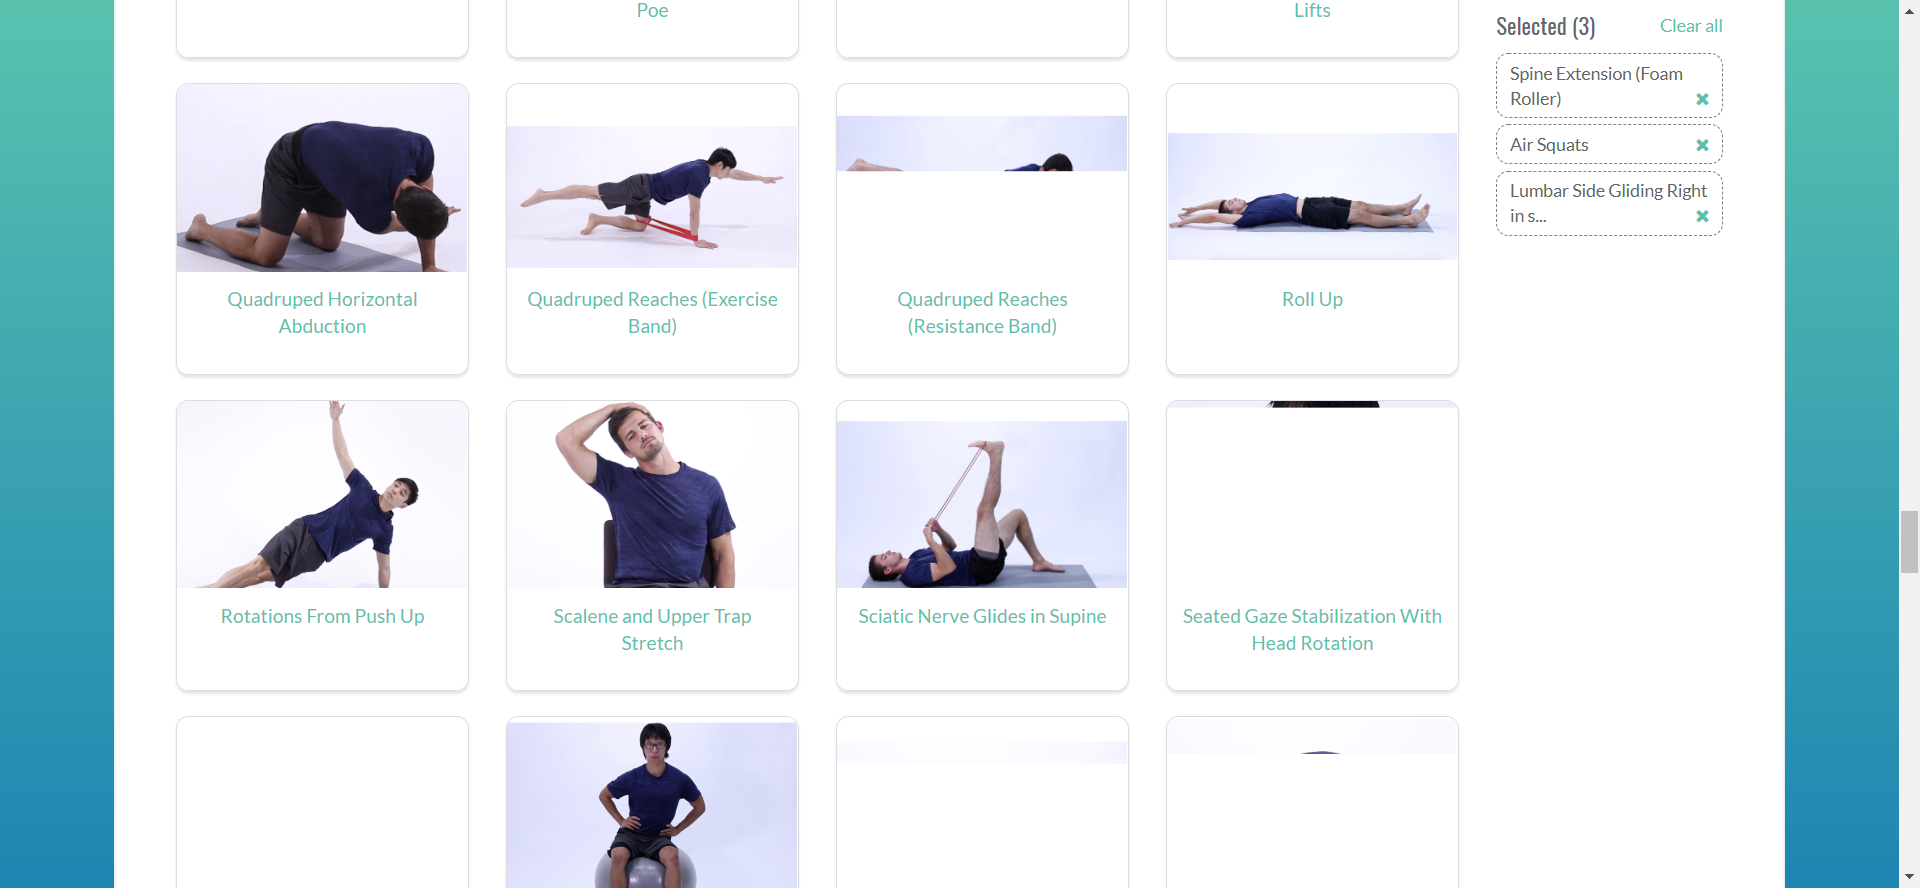 Poe
Lifts
Selected (3)
Clear all
Spine Extension (Foam
Roller)
Air Squats
Lumbar Side Gliding Right
in s...
Quadruped Horizontal
Abduction
Quadruped Reaches (Exercise
Band)
Quadruped Reaches
(Resistance Band)
Roll Up
Rotations From Push Up
Scalene and Upper Trap
Stretch
Sciatic Nerve Glides in Supine
Seated Gaze Stabilization With
Head Rotation